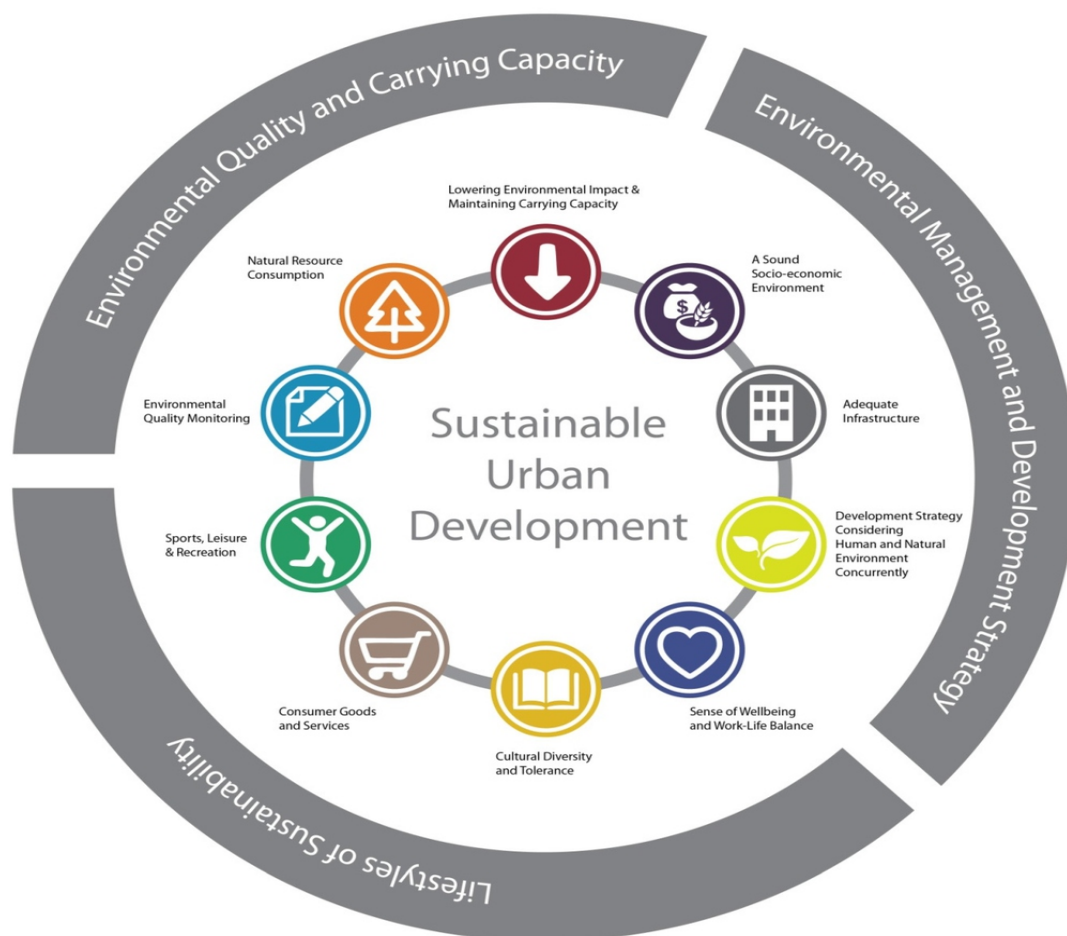 Environmental Quality and Carrying Capacity
Environmental Management and Development Strategy
Lifestyles of Sustainability
Lowering Environmental Impact &
Maintaining Carrying Capacity
A Sound
Socio-economic
Environment
Adequate
Infrastructure
Development Strategy
Considering
Human and Natural
Environment
Concurrently
Sense of Wellbeing
and Work-Life Balance
Cultural Diversity
and Tolerance
Consumer Goods
and Services
Sports, Leisure
& Recreation
Environmental
Quality Monitoring
Natural Resource
Consumption
$
Sustainable
Urban
Development